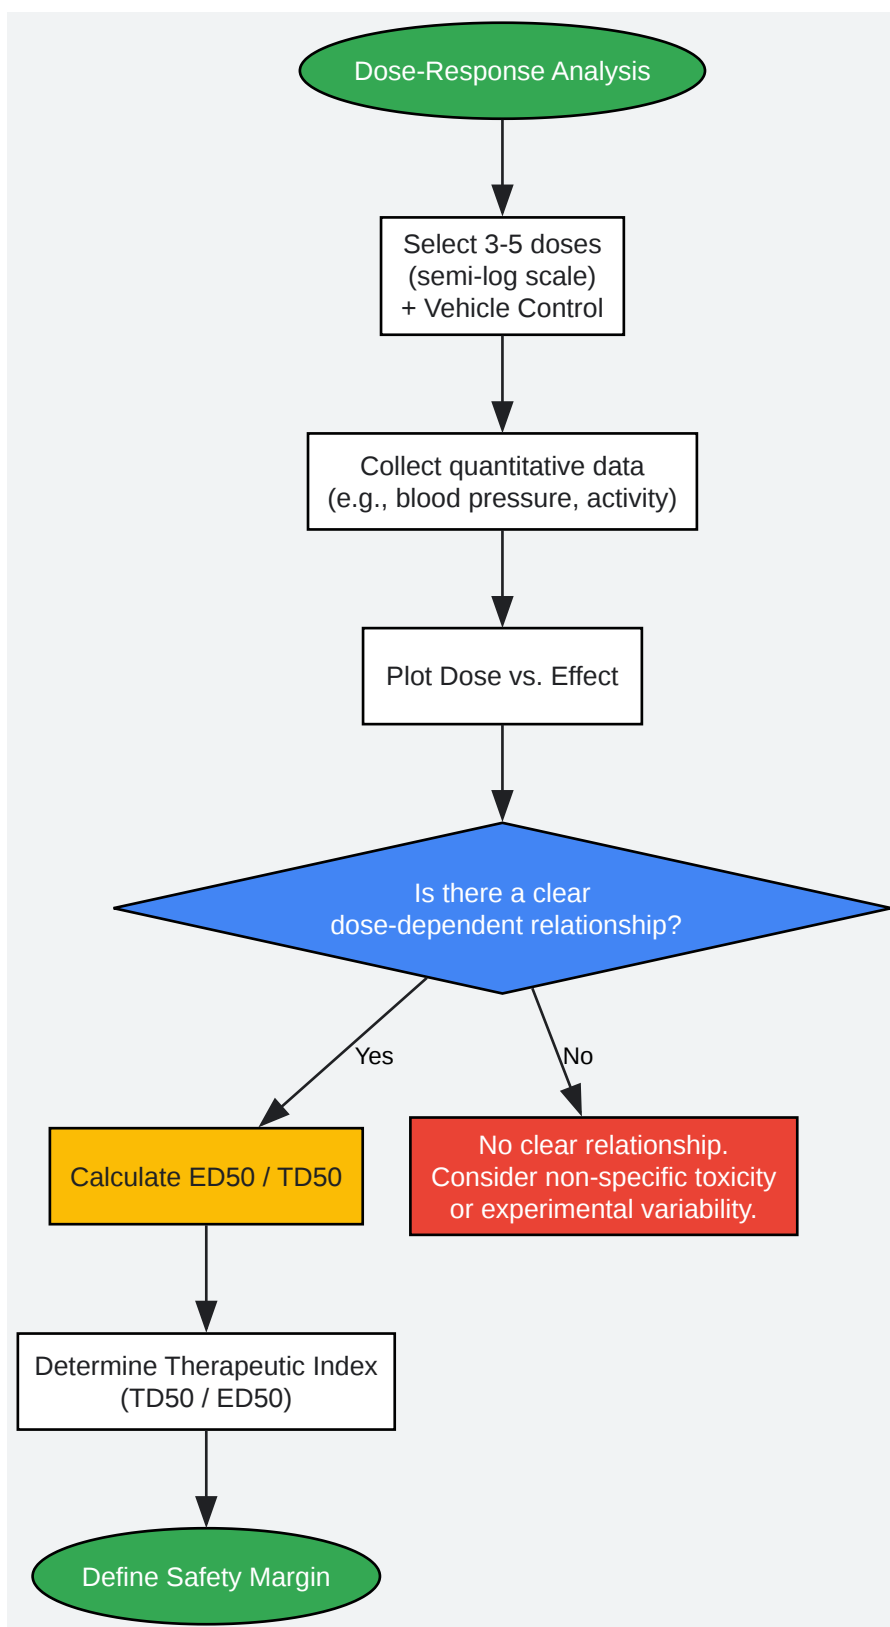 Dose-Response Analysis
Select 3-5 doses
(semi-log scale)
+ Vehicle Control
Collect quantitative data
(e.g., blood pressure, activity)
Plot Dose vs. Effect
Is there a clear
dose-dependent relationship?
Yes
No
Calculate ED50 / TD50
No clear relationship.
Consider non-specific toxicity
or experimental variability.
Determine Therapeutic Index
(TD50 / ED50)
Define Safety Margin